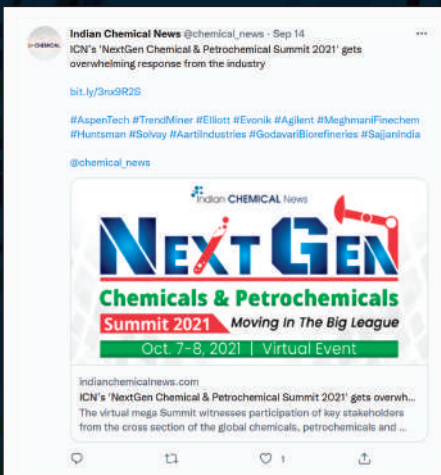 Indian Chemical News @chemical_news · Sep 14
ICN's 'NextGen Chemical & Petrochemical Summit 2021' gets
overwhelming response from the industry
bit.ly/3nx9R2S
#AspenTech #TrendMiner #Elliott #Evonik #Agilent #MeghmaniFinechem
#Huntsman #Solvay #AartiIndustries #GodavariBiorefineries #SajjanIndia
@chemical_news
Indian CHEMICAL News
NEXT GEN
Chemicals & Petrochemicals
Summit 2021 Moving In The Big League
Oct. 7-8, 2021 | Virtual Event
indianchemicalnews.com
ICN's 'NextGen Chemical & Petrochemical Summit 2021' gets overwh...
The virtual mega Summit witnesses participation of key stakeholders
from the cross section of the global chemicals, petrochemicals and ...
1